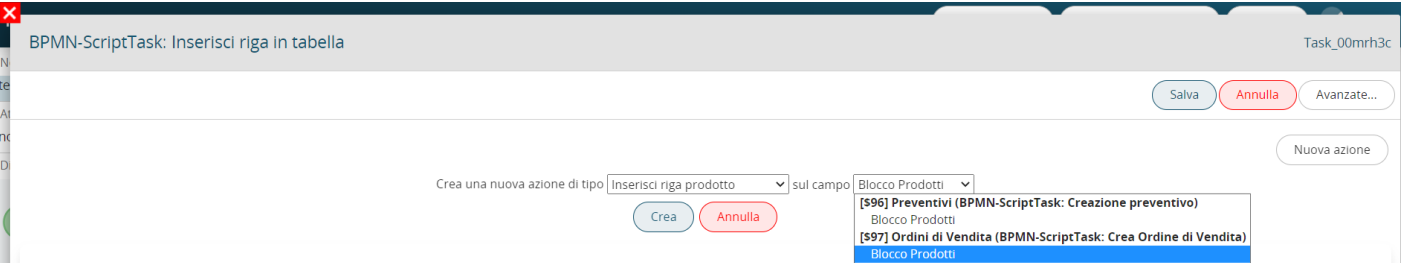 BPMN-ScriptTask: Inserisci riga in tabella
Task_00mrh3c
Salva Annulla Avanzate...
Nuova azione
Crea una nuova azione di tipo Inserisci riga prodotto sul campo Blocco Prodotti
Crea Annulla
[$96] Preventivi (BPMN-ScriptTask: Creazione preventivo)
Blocco Prodotti
[$97] Ordini di Vendita (BPMN-ScriptTask: Crea Ordine di Vendita)
Blocco Prodotti